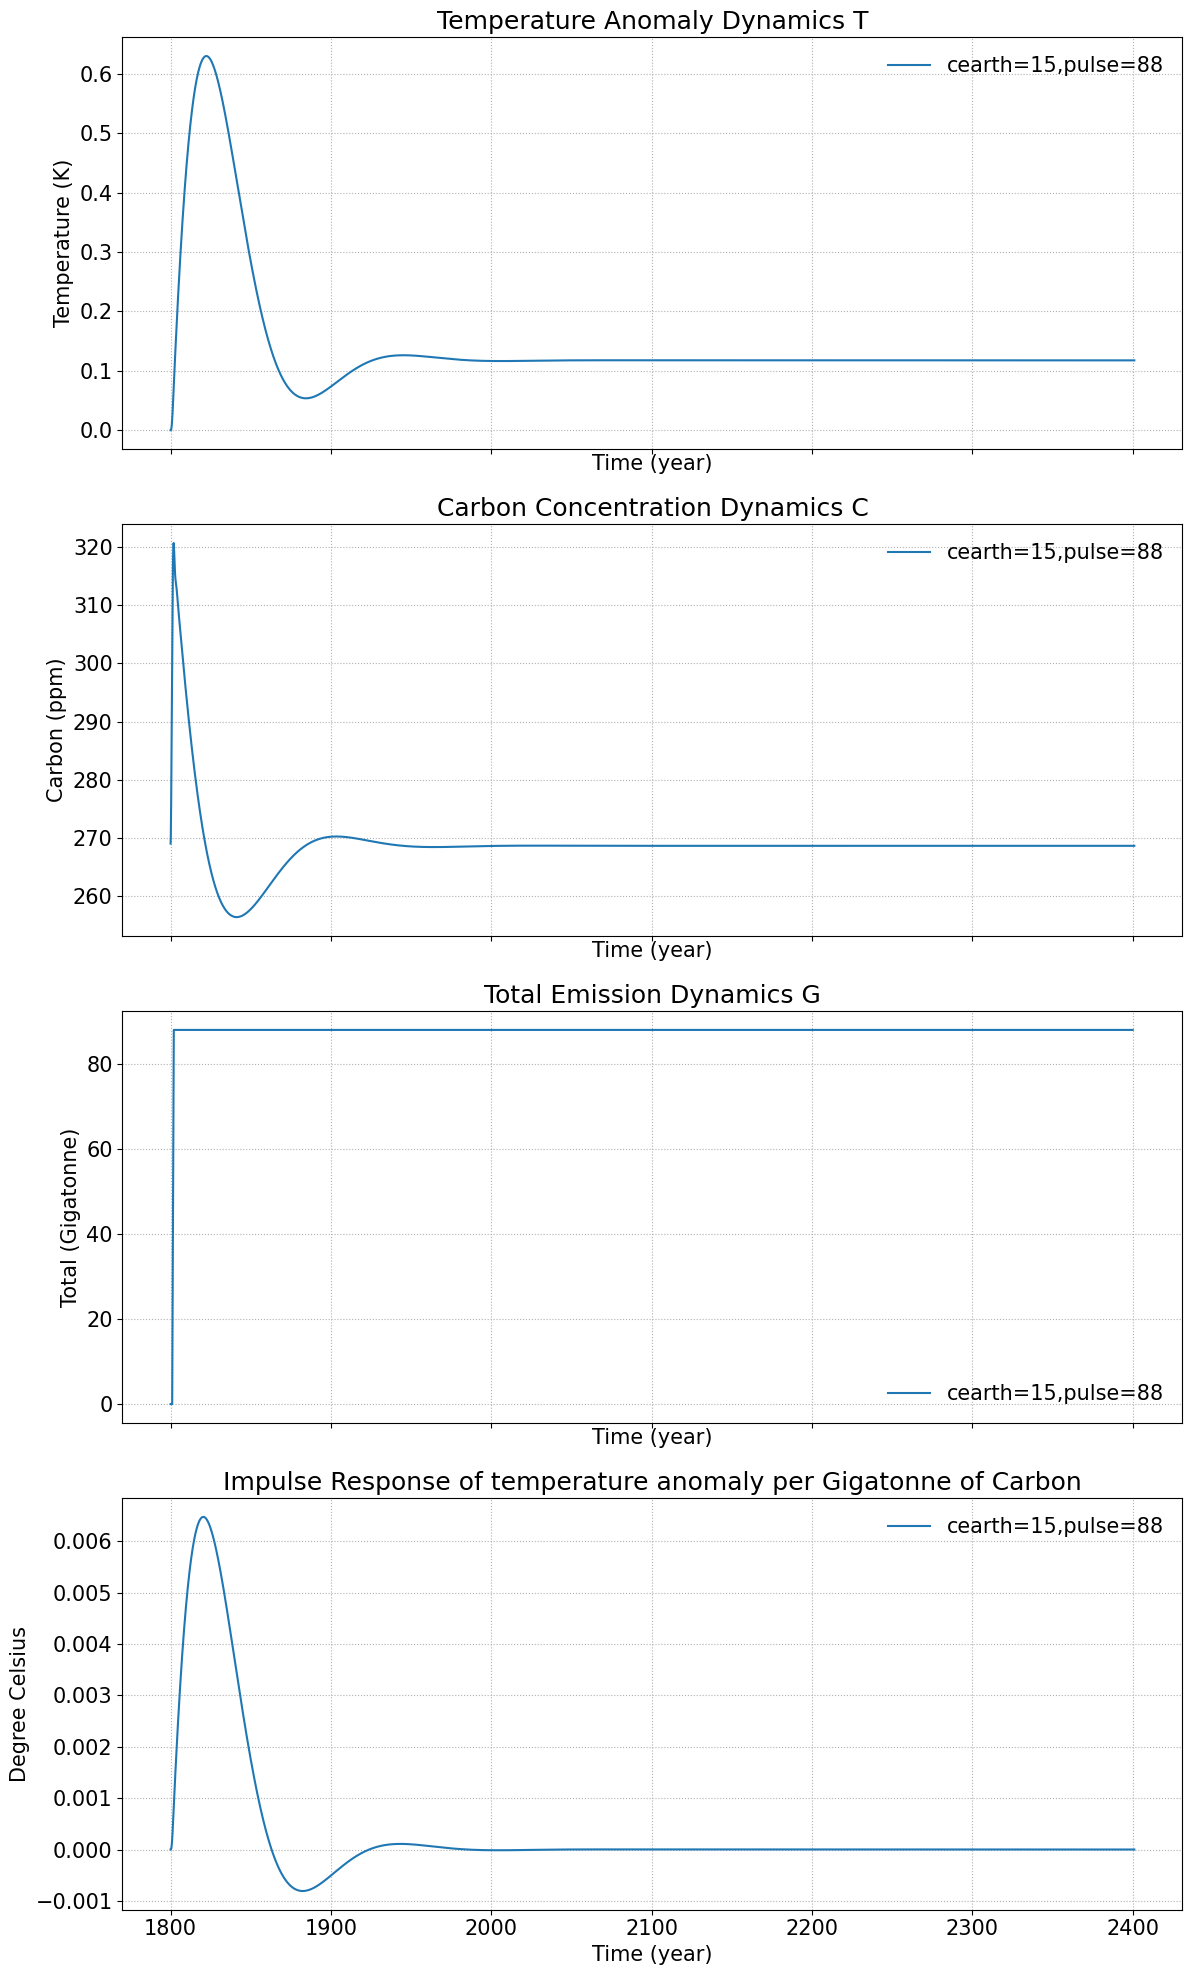 Temperature Anomaly Dynamics T
cearth=15,pulse=88
0.6
0.5
0.4
0.3
0.2
0.1
0.0
Temperature (K)
Time (year)
Carbon Concentration Dynamics C
cearth=15,pulse=88
320
310
300
290
280
270
260
Carbon (ppm)
Time (year)
Total Emission Dynamics G
80
60
40
20
0
Total (Gigatonne)
cearth=15,pulse=88
Time (year)
Impulse Response of temperature anomaly per Gigatonne of Carbon
cearth=15,pulse=88
0.006
0.005
0.004
0.003
0.002
0.001
0.000
−0.001
Degree Celsius
1800 1900 2000 2100 2200 2300 2400
Time (year)